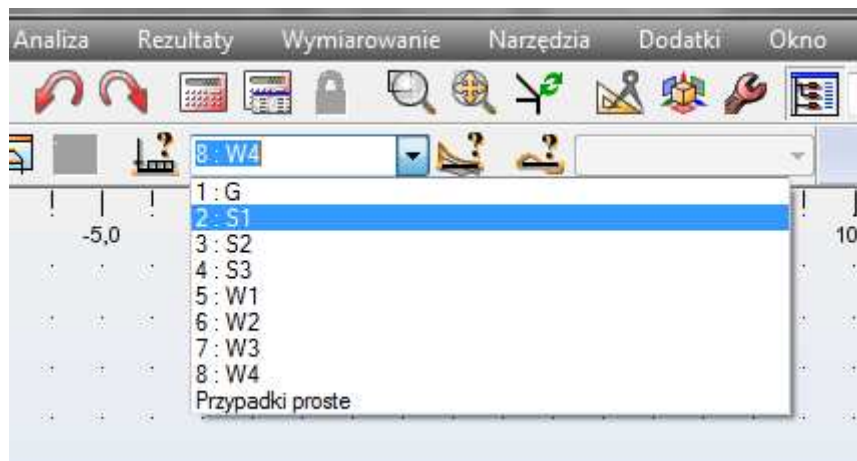 Analiza Rezultaty Wymiarowanie Narzędzia Dodatki Okno
8 : W4
1 : G
-5,0 2 : S1 10
3 : S2
4 : S3
5 : W1
6 : W2
7 : W3
8 : W4
Przypadki proste